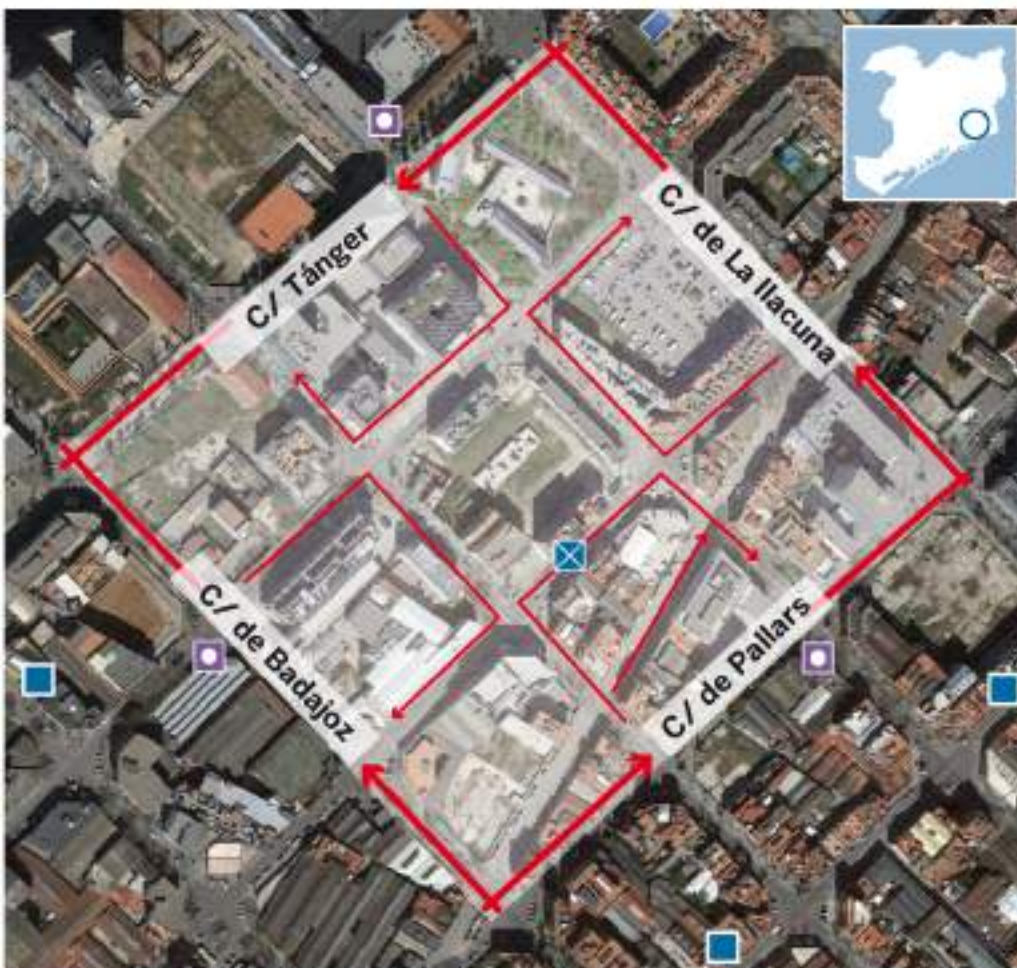 C/ Tánger
C/ de La llacuna
C/ de Badajoz
C/ de Pallars